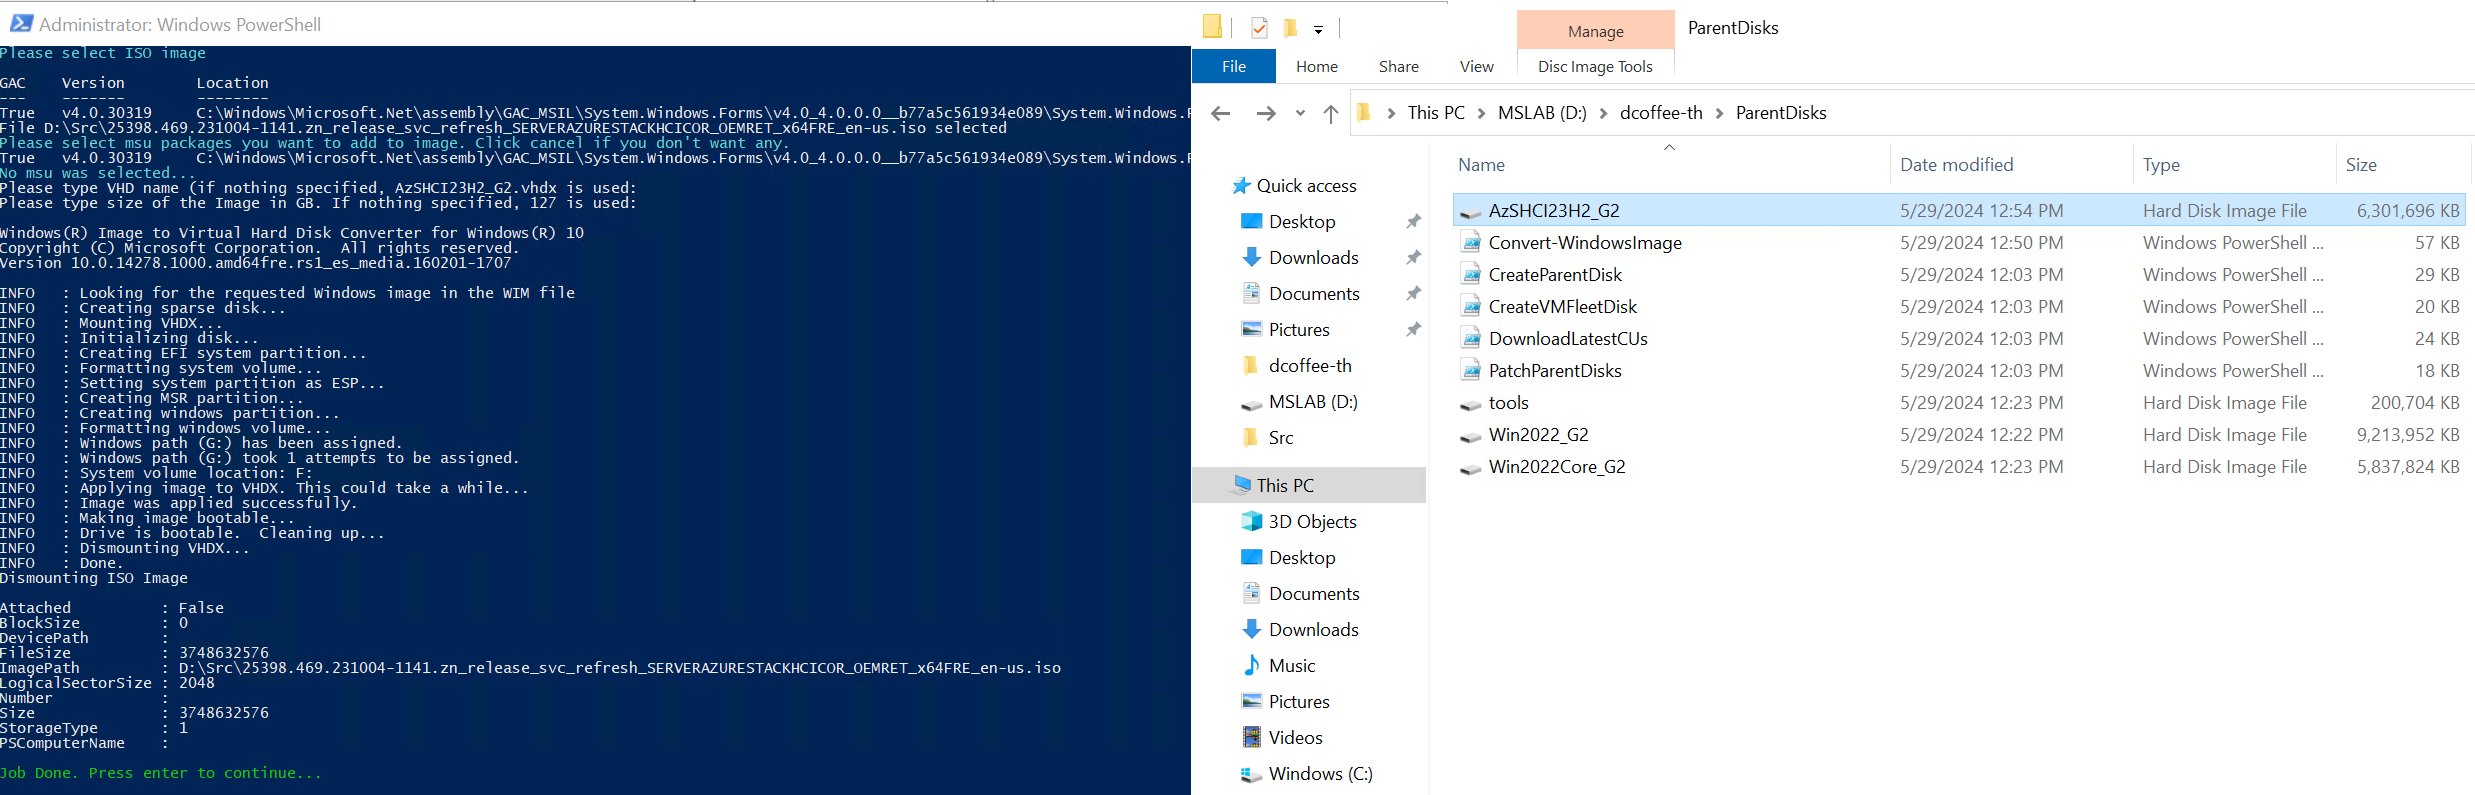 Administrator: Windows PowerShell
Please select ISO image
GAC    Version        Location
---    -------        --------
True   v4.0.30319     C:\Windows\Microsoft.Net\assembly\GAC_MSIL\System.Windows.Forms\v4.0_4.0.0.0__b77a5c561934e089\System.Windows.F
File D:\Src\25398.469.231004-1141.zn_release_svc_refresh_SERVERAZURESTACKHCICOR_OEMRET_x64FRE_en-us.iso selected
Please select msu packages you want to add to image. Click cancel if you don't want any.
True   v4.0.30319     C:\Windows\Microsoft.Net\assembly\GAC_MSIL\System.Windows.Forms\v4.0_4.0.0.0__b77a5c561934e089\System.Windows.F
No msu was selected...
Please type VHD name (if nothing specified, AzSHCI23H2_G2.vhdx is used:
Please type size of the Image in GB. If nothing specified, 127 is used:
Windows(R) Image to Virtual Hard Disk Converter for Windows(R) 10
Copyright (C) Microsoft Corporation.  All rights reserved.
Version 10.0.14278.1000.amd64fre.rs1_es_media.160201-1707
INFO   : Looking for the requested Windows image in the WIM file
INFO   : Creating sparse disk...
INFO   : Mounting VHDX...
INFO   : Initializing disk...
INFO   : Creating EFI system partition...
INFO   : Formatting system volume...
INFO   : Setting system partition as ESP...
INFO   : Creating MSR partition...
INFO   : Creating windows partition...
INFO   : Formatting windows volume...
INFO   : Windows path (G:) has been assigned.
INFO   : Windows path (G:) took 1 attempts to be assigned.
INFO   : System volume location: F:
INFO   : Applying image to VHDX. This could take a while...
INFO   : Image was applied successfully.
INFO   : Making image bootable...
INFO   : Drive is bootable.  Cleaning up...
INFO   : Dismounting VHDX...
INFO   : Done.
Dismounting ISO Image
Attached          : False
BlockSize         : 0
DevicePath        :
FileSize          : 3748632576
ImagePath         : D:\Src\25398.469.231004-1141.zn_release_svc_refresh_SERVERAZURESTACKHCICOR_OEMRET_x64FRE_en-us.iso
LogicalSectorSize : 2048
Number            :
Size              : 3748632576
StorageType       : 1
PSComputerName    :
Job Done. Press enter to continue...
Manage ParentDisks
File Home Share View Disc Image Tools
This PC > MSLAB (D:) > dcoffee-th > ParentDisks
Quick access
Desktop
Downloads
Documents
Pictures
dcoffee-th
MSLAB (D:)
Src
This PC
3D Objects
Desktop
Documents
Downloads
Music
Pictures
Videos
Windows (C:)
Name Date modified Type Size
AzSHCI23H2_G2 5/29/2024 12:54 PM Hard Disk Image File 6,301,696 KB
Convert-WindowsImage 5/29/2024 12:50 PM Windows PowerShell ... 57 KB
CreateParentDisk 5/29/2024 12:03 PM Windows PowerShell ... 29 KB
CreateVMFleetDisk 5/29/2024 12:03 PM Windows PowerShell ... 20 KB
DownloadLatestCUs 5/29/2024 12:03 PM Windows PowerShell ... 24 KB
PatchParentDisks 5/29/2024 12:03 PM Windows PowerShell ... 18 KB
tools 5/29/2024 12:23 PM Hard Disk Image File 200,704 KB
Win2022_G2 5/29/2024 12:22 PM Hard Disk Image File 9,213,952 KB
Win2022Core_G2 5/29/2024 12:23 PM Hard Disk Image File 5,837,824 KB